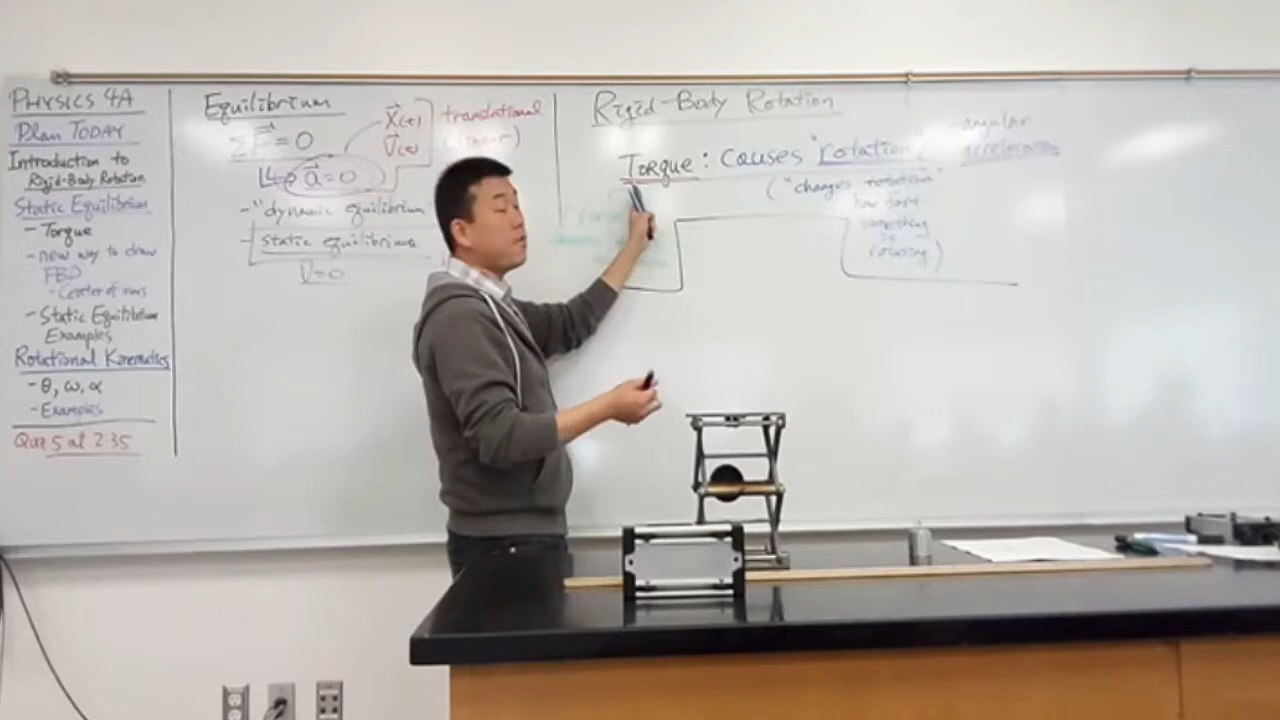 PHYSICS 4A
Plan TODAY
Introduction to
Rigid-Body Rotation
Static Equilibrium
- Torque
- new way to draw
FBD
- Center of mass
- Static Equilibrium
Examples
Rotational Kinematics
- θ, ω, α
- Examples
Quiz 5 at 2:35
Equilibrium
ΣF⃗ = 0
↳ a⃗ = 0
- "dynamic equilibrium"
- static equilibrium
v = 0
x⃗(t)
v⃗(t)
translational
(linear)
Rigid-Body Rotation
Torque: causes "rotation"
angular
acceleration
("changes rotation"
how fast
something
is
rotating)